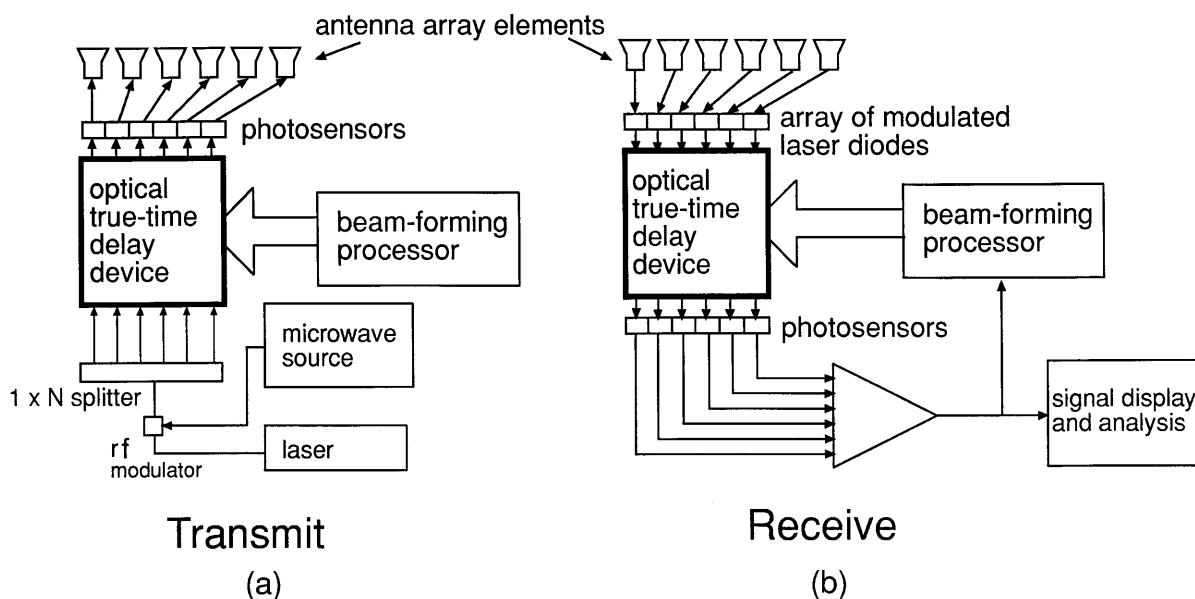 antenna array elements
photosensors
optical
true-time
delay
device
beam-forming
processor
microwave
source
1 x N splitter
rf
modulator
laser
Transmit
(a)
array of modulated
laser diodes
optical
true-time
delay
device
beam-forming
processor
photosensors
signal display
and analysis
Receive
(b)